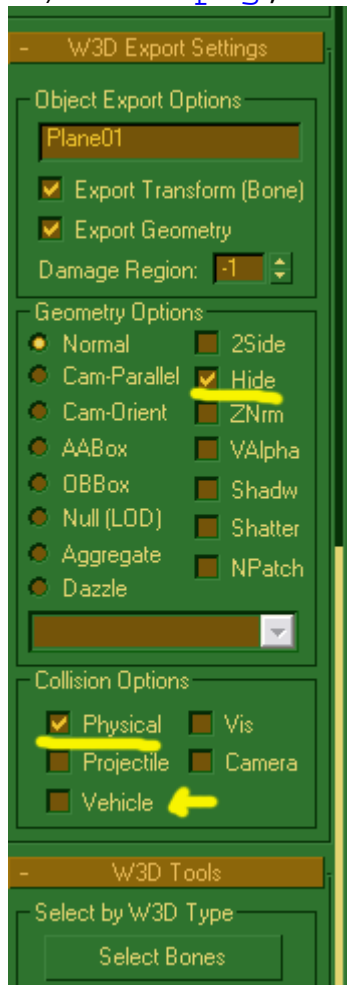 - W3D Export Settings
Object Export Options
Plane01
Export Transform (Bone)
Export Geometry
Damage Region: -1
Geometry Options
Normal 2Side
Cam-Parallel Hide
Cam-Orient ZNrm
AABox VAlpha
OBBox Shadw
Null (LOD) Shatter
Aggregate NPatch
Dazzle
Collision Options
Physical Vis
Projectile Camera
Vehicle
- W3D Tools
Select by W3D Type
Select Bones